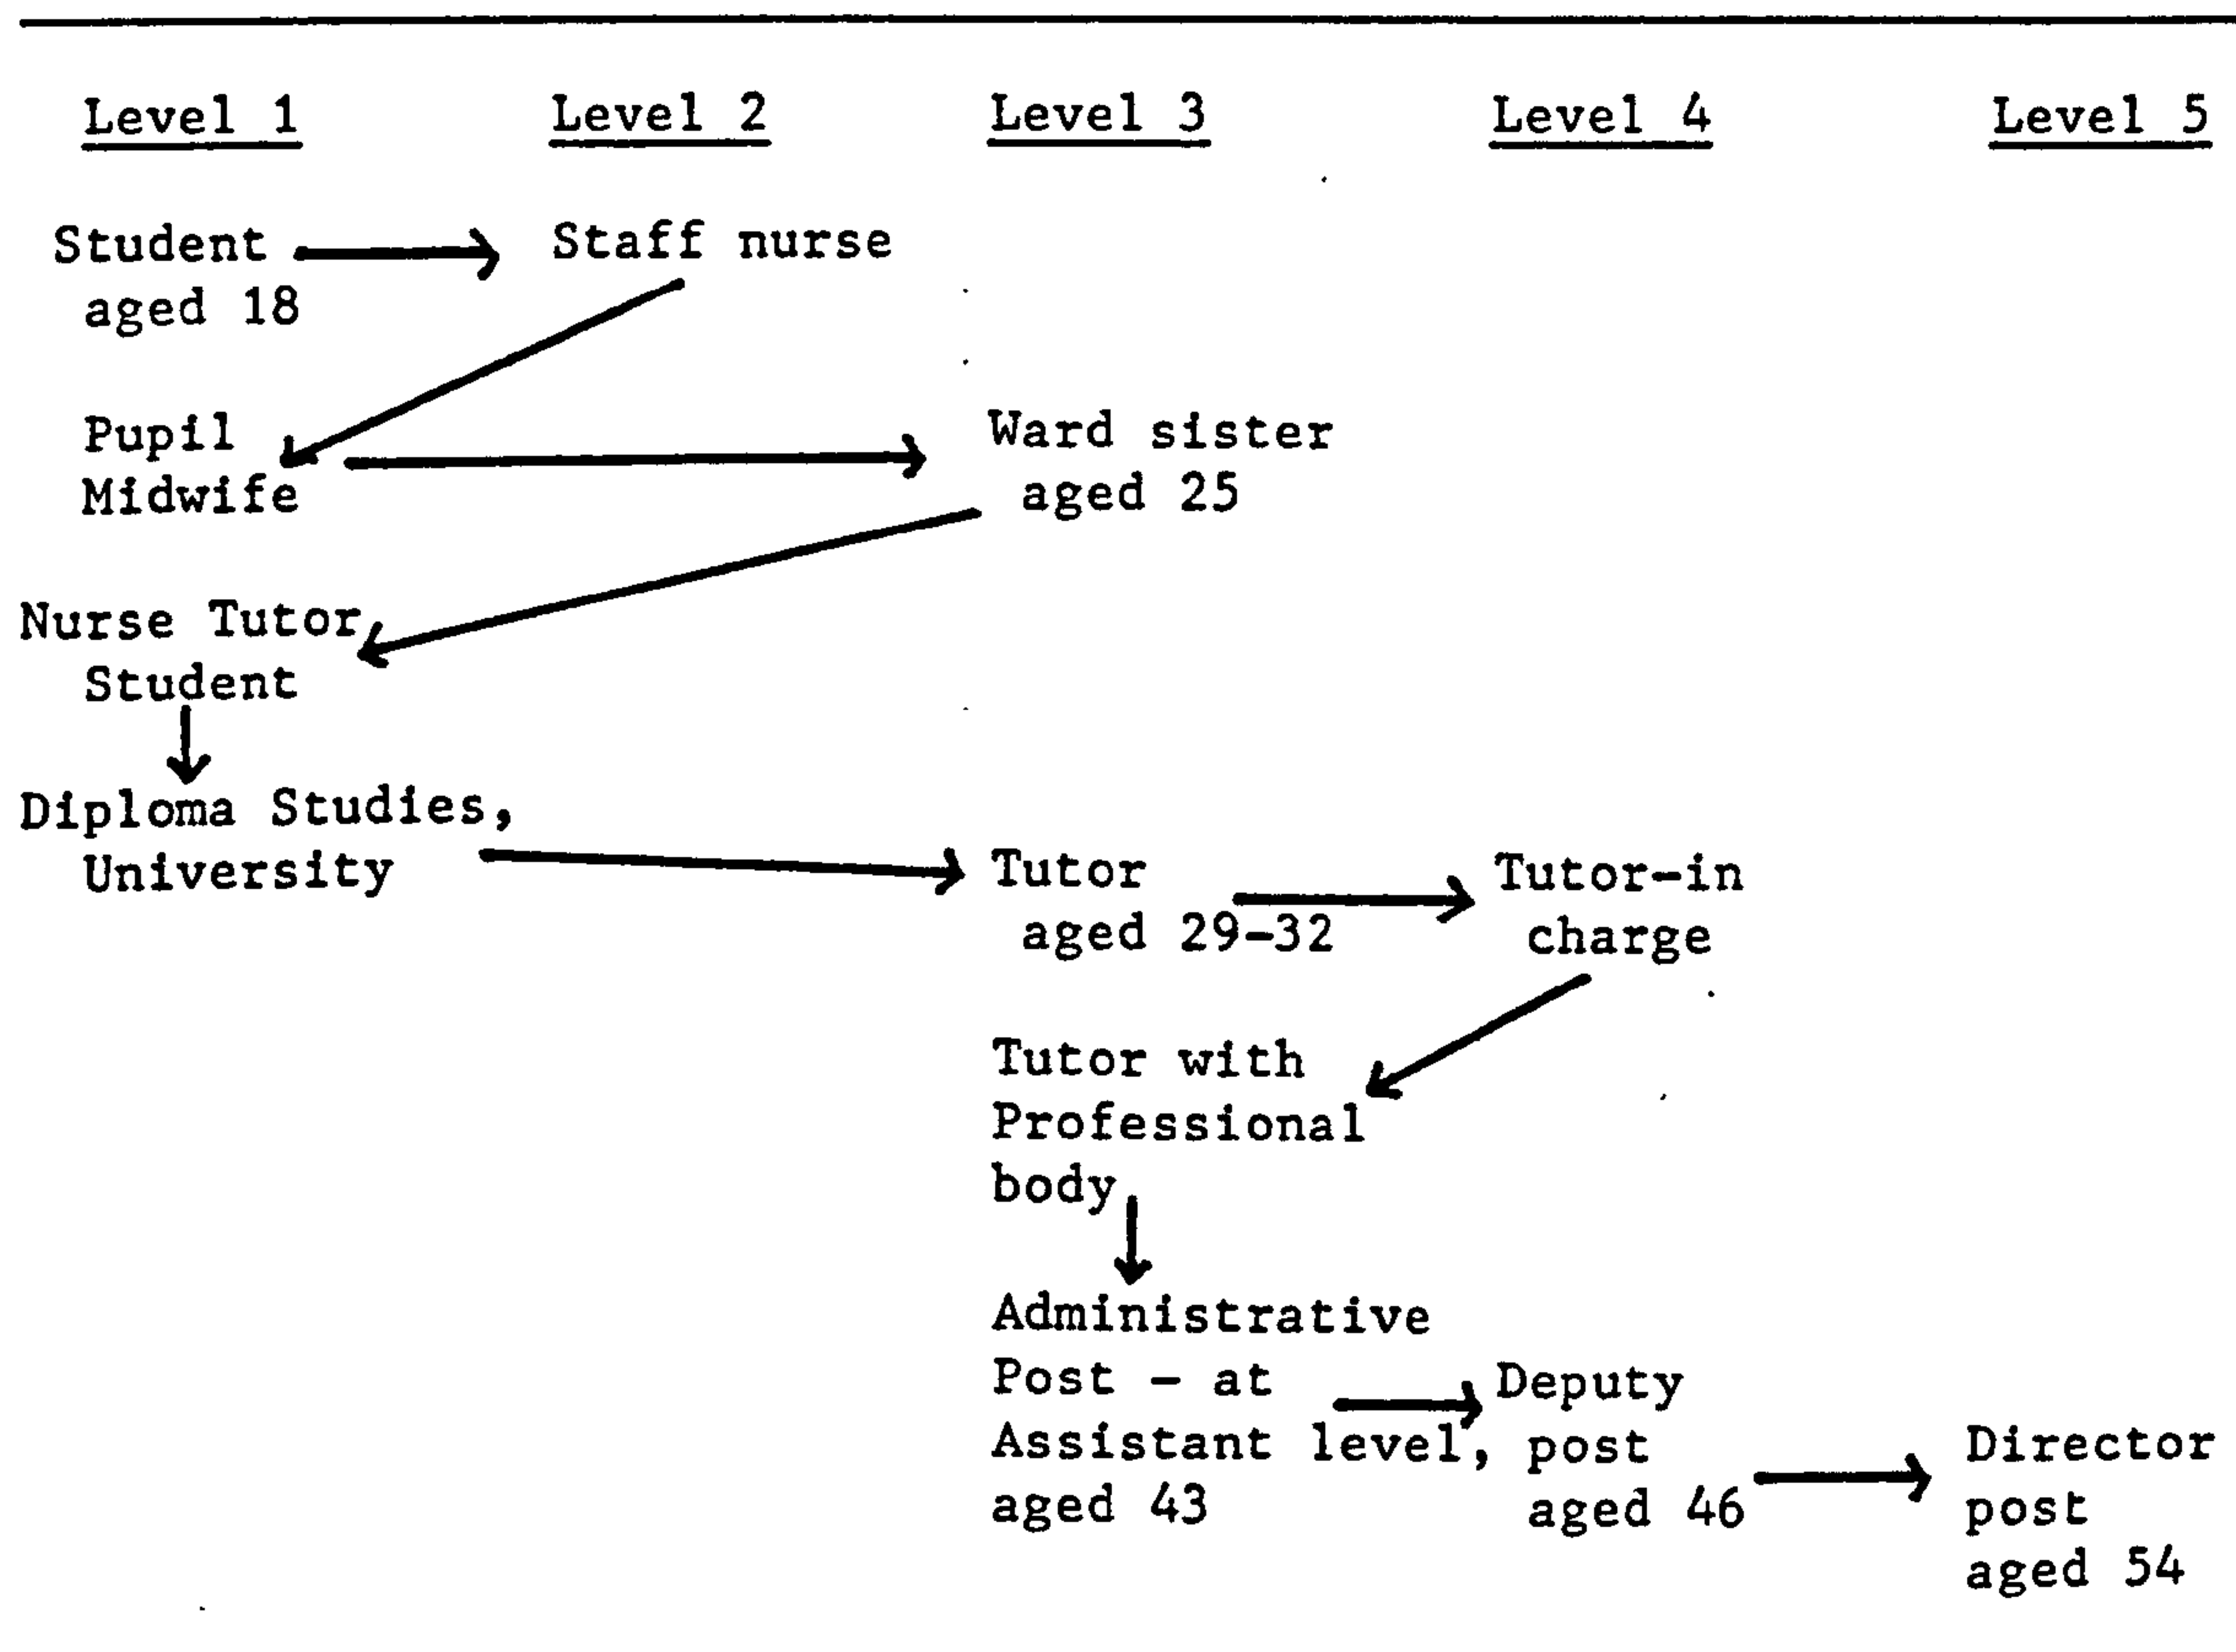 Level 1 Level 2 Level 3 Level 4 Level 5
Student Staff nurse
aged 18
Pupil Ward sister
Midwife aged 25
Nurse Tutor
Student
Diploma Studies,
University Tutor Tutor-in
aged 29-32 charge
Tutor with
Professional
body
Administrative
Post - at Deputy
Assistant level, post Director
aged 43 aged 46 post
aged 54